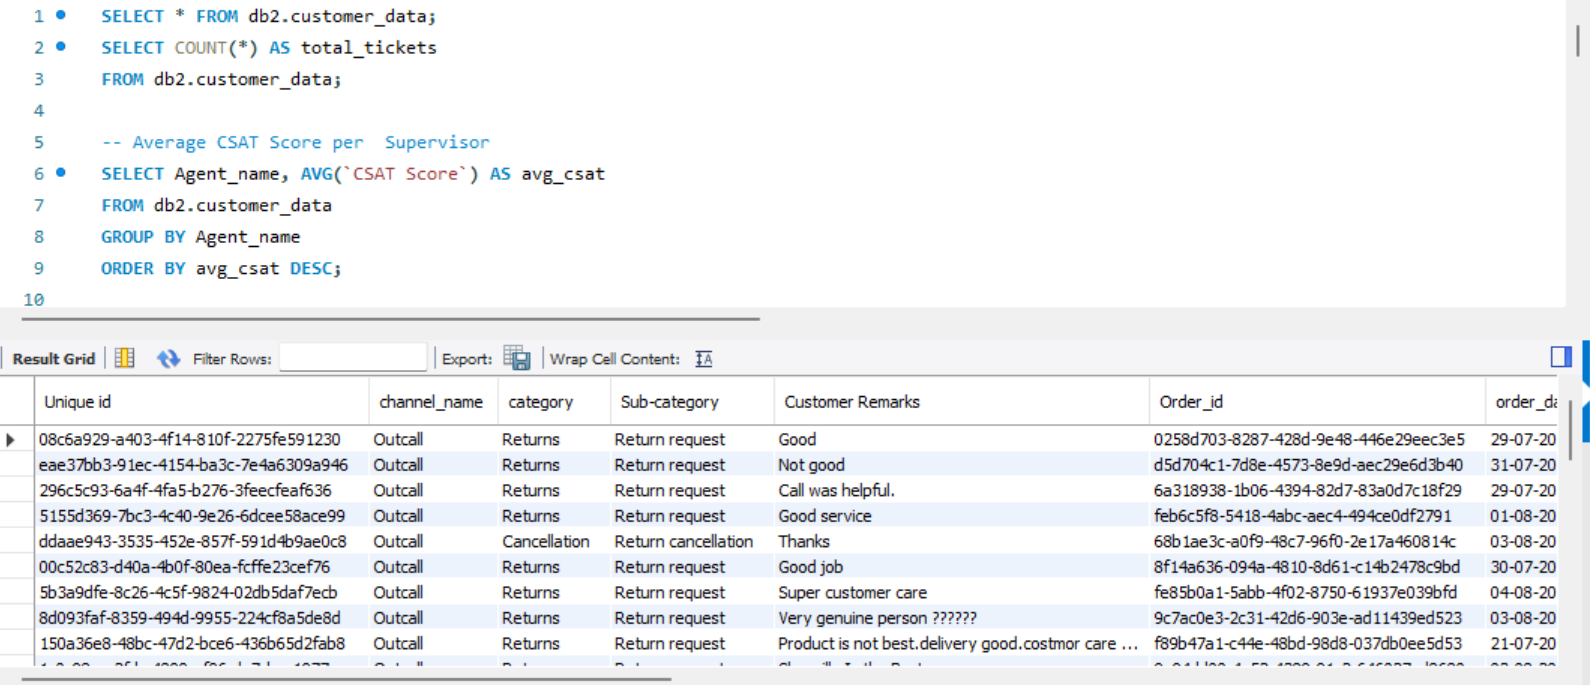 1 SELECT * FROM db2.customer_data;
2 SELECT COUNT(*) AS total_tickets
3 FROM db2.customer_data;
4
5 -- Average CSAT Score per  Supervisor
6 SELECT Agent_name, AVG(`CSAT Score`) AS avg_csat
7 FROM db2.customer_data
8 GROUP BY Agent_name
9 ORDER BY avg_csat DESC;
10
Result Grid Filter Rows: Export: Wrap Cell Content: IA
Unique id channel_name category Sub-category Customer Remarks Order_id order_da
08c6a929-a403-4f14-810f-2275fe591230 Outcall Returns Return request Good 0258d703-8287-428d-9e48-446e29eec3e5 29-07-20
eae37bb3-91ec-4154-ba3c-7e4a6309a946 Outcall Returns Return request Not good d5d704c1-7d8e-4573-8e9d-aec29e6d3b40 31-07-20
296c5c93-6a4f-4fa5-b276-3feecfeaf636 Outcall Returns Return request Call was helpful. 6a318938-1b06-4394-82d7-83a0d7c18f29 29-07-20
5155d369-7bc3-4c40-9e26-6dcee58ace99 Outcall Returns Return request Good service feb6c5f8-5418-4abc-aec4-494ce0df2791 01-08-20
ddaae943-3535-452e-857f-591d4b9ae0c8 Outcall Cancellation Return cancellation Thanks 68b1ae3c-a0f9-48c7-96f0-2e17a460814c 03-08-20
00c52c83-d40a-4b0f-80ea-fcffe23cef76 Outcall Returns Return request Good job 8f14a636-094a-4810-8d61-c14b2478c9bd 30-07-20
5b3a9dfe-8c26-4c5f-9824-02db5daf7ecb Outcall Returns Return request Super customer care fe85b0a1-5abb-4f02-8750-61937e039bfd 04-08-20
8d093faf-8359-494d-9955-224cf8a5de8d Outcall Returns Return request Very genuine person ?????? 9c7ac0e3-2c31-42d6-903e-ad11439ed523 03-08-20
150a36e8-48bc-47d2-bce6-436b65d2fab8 Outcall Returns Return request Product is not best.delivery good.costmor care ... f89b47a1-c44e-48bd-98d8-037db0ee5d53 21-07-20